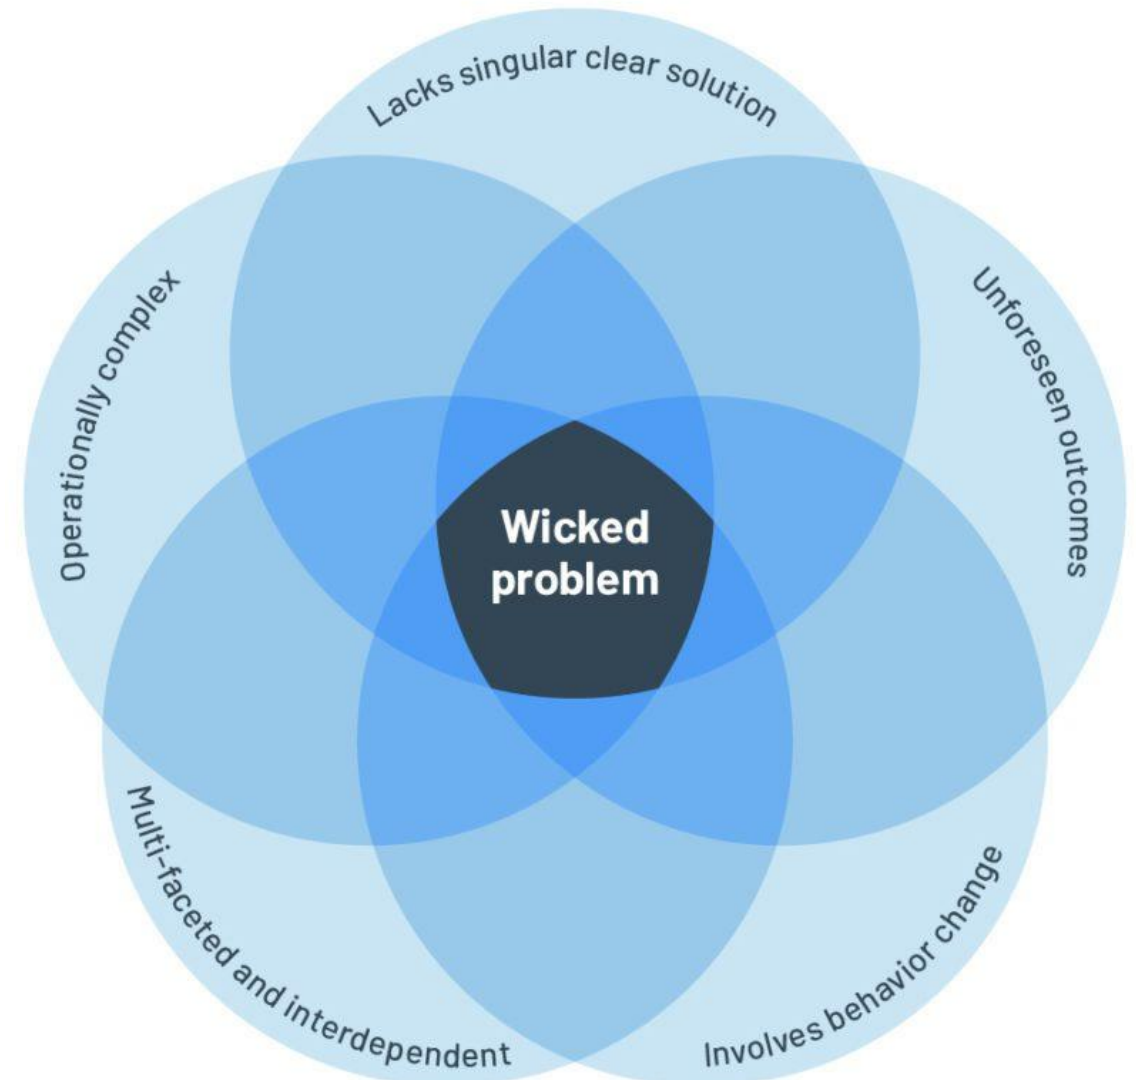 Lacks singular clear solution
Operationally complex
Unforeseen outcomes
Wicked
problem
Multi-faceted and interdependent
Involves behavior change